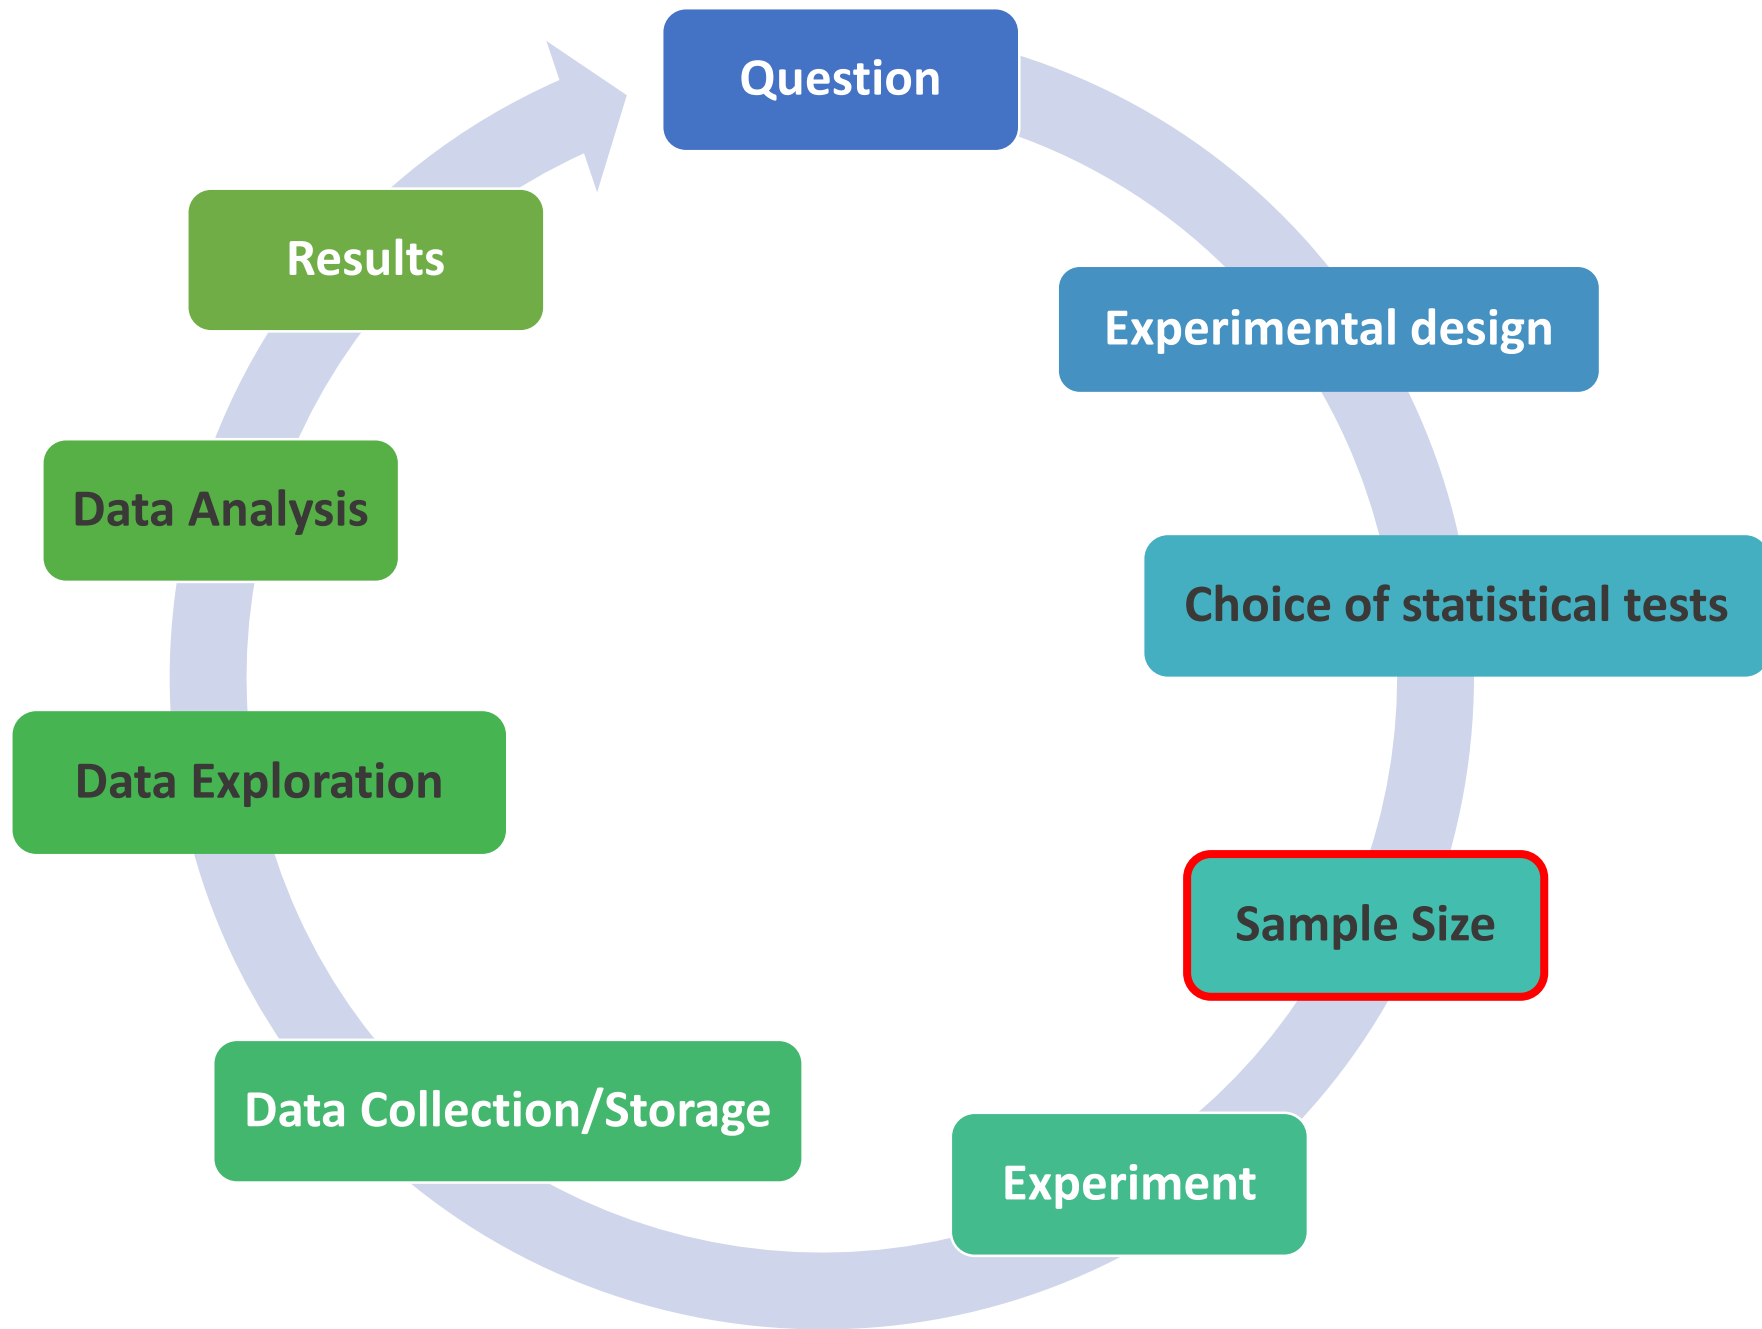 Question
Experimental design
Choice of statistical tests
Sample Size
Experiment
Data Collection/Storage
Data Exploration
Data Analysis
Results